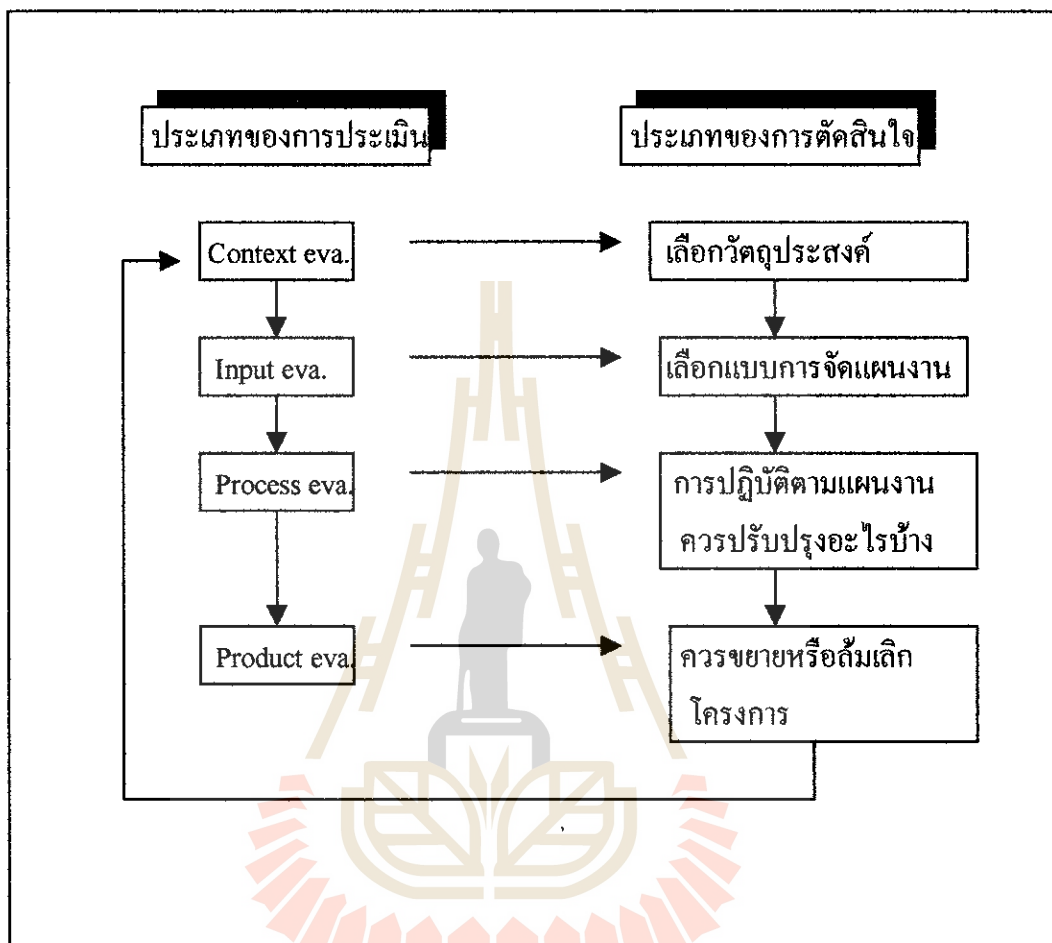 ประเภทของการประเมิน
ประเภทของการตัดสินใจ
Context eva.
เลือกวัตถุประสงค์
Input eva.
เลือกแบบการจัดแผนงาน
Process eva.
การปฏิบัติตามแผนงาน
ควรปรับปรุงอะไรบ้าง
Product eva.
ควรขยายหรือล้มเลิก
โครงการ